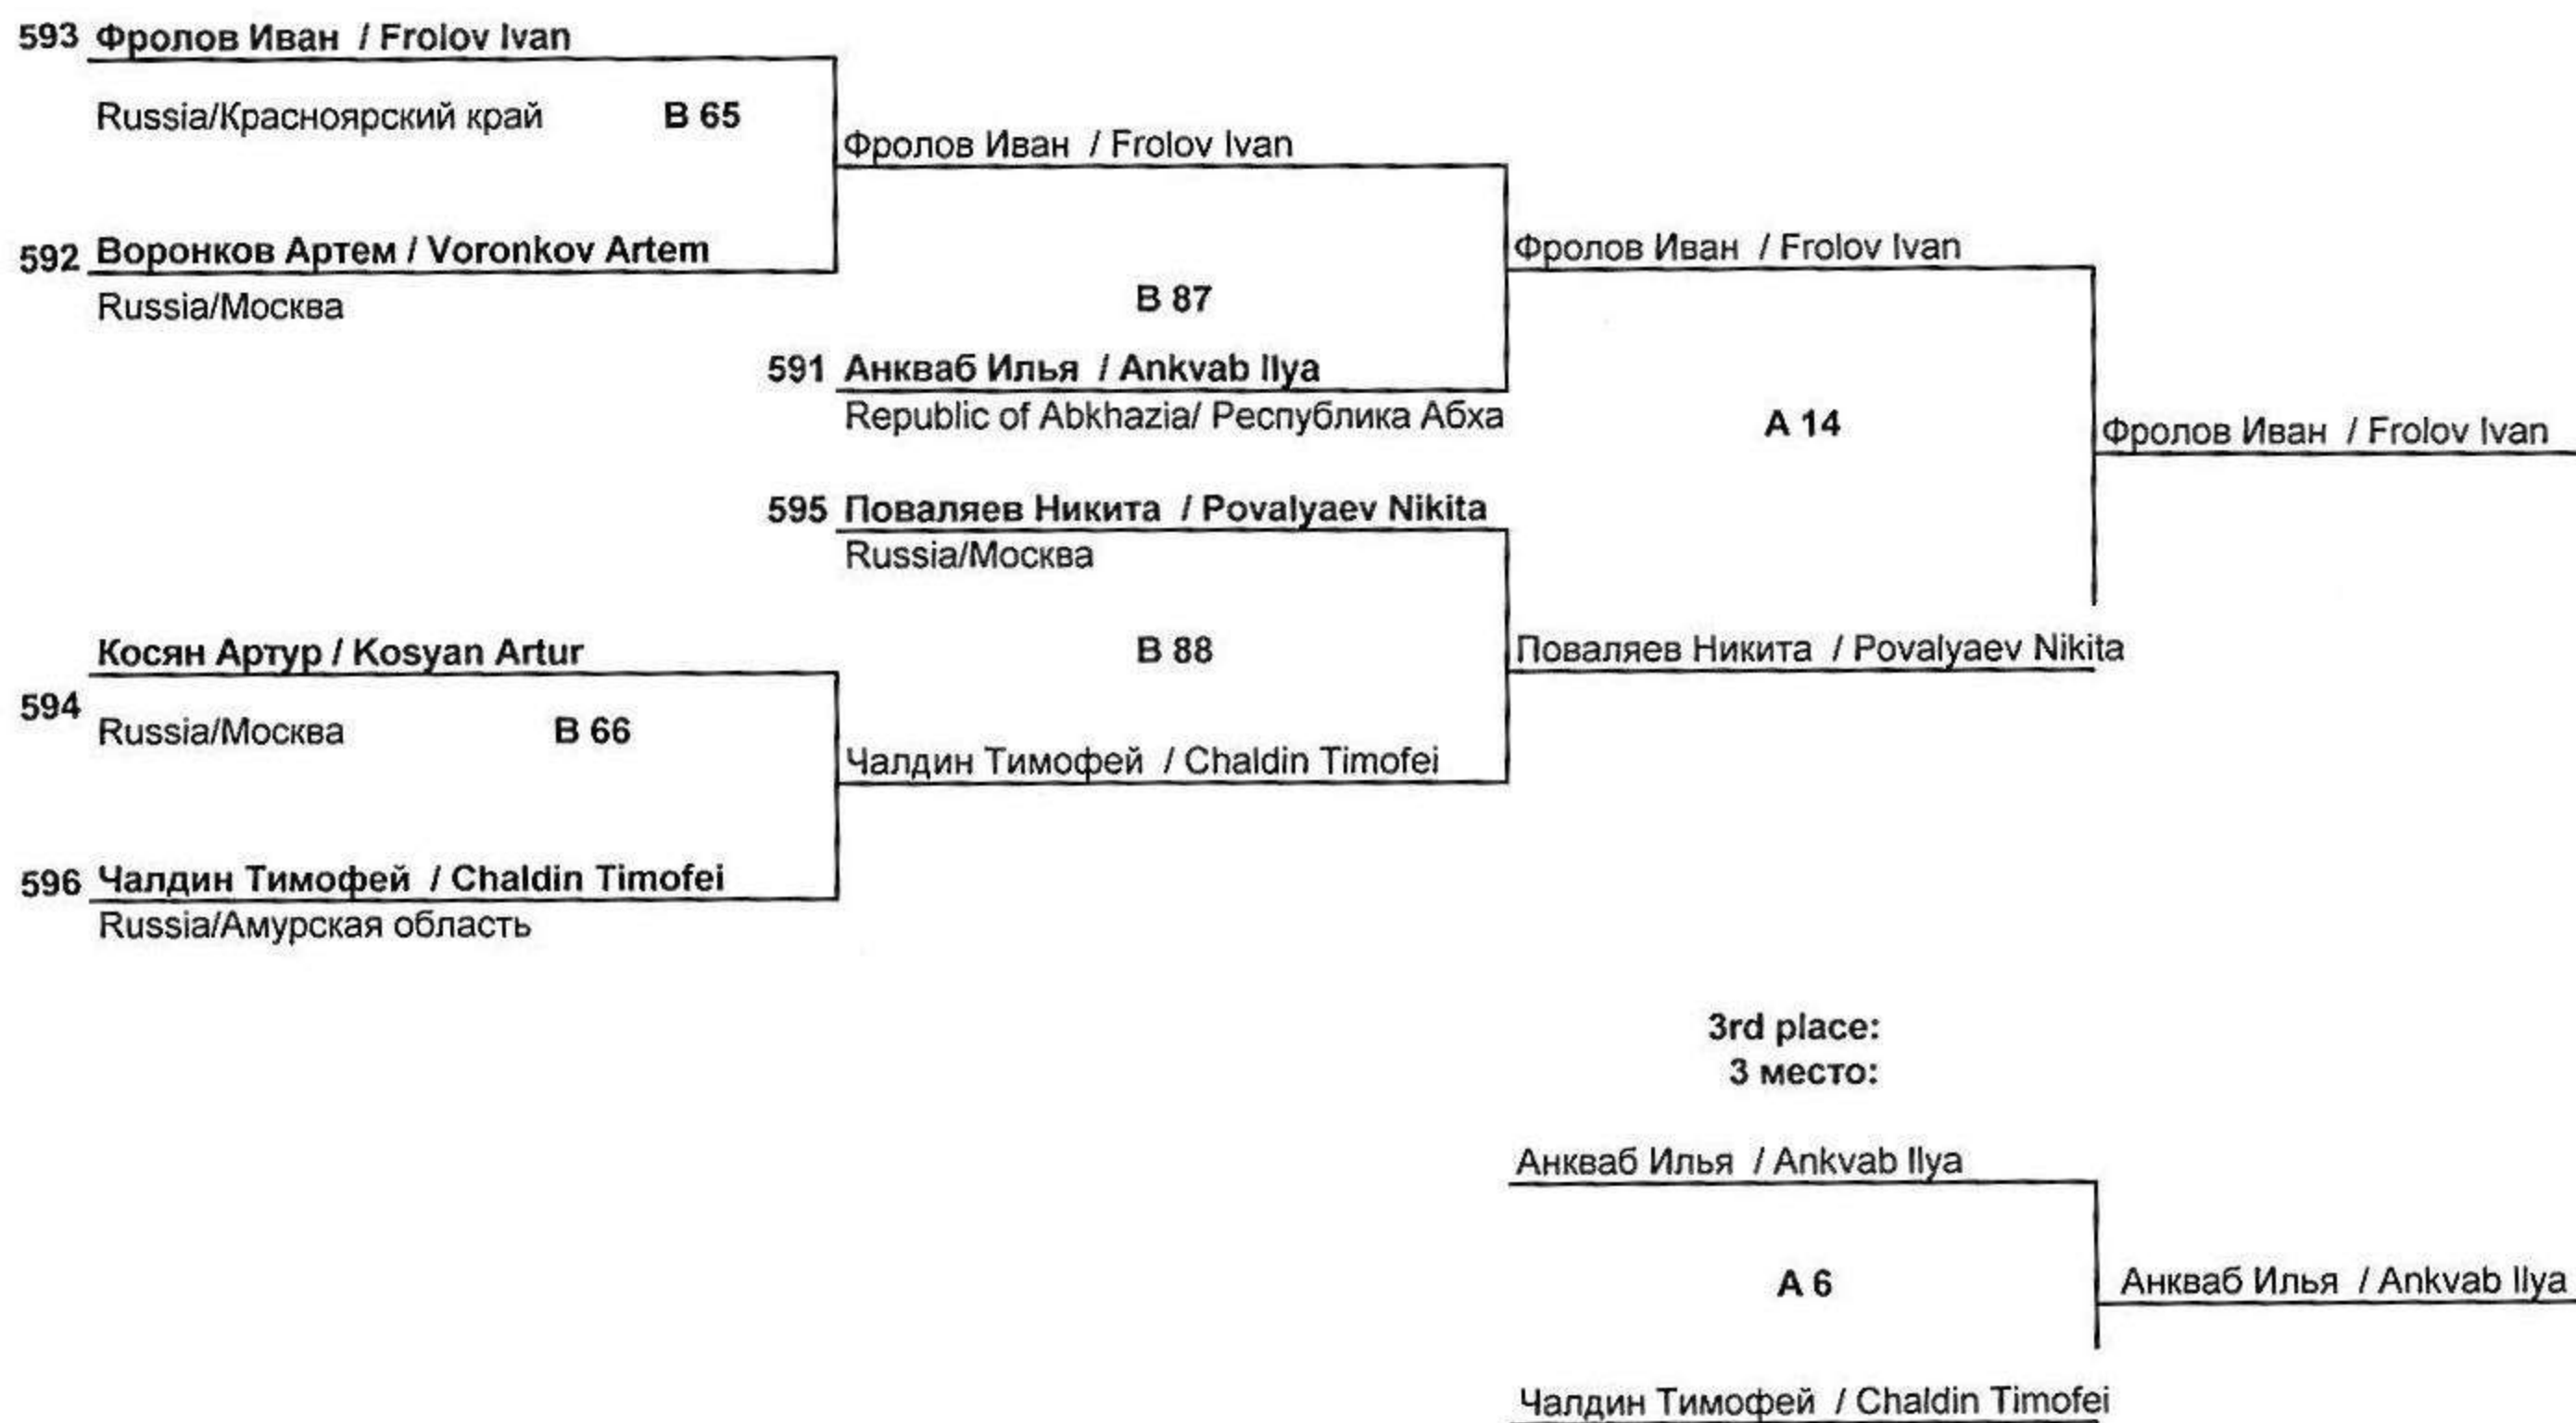 593 Фролов Иван / Frolov Ivan
Russia/Красноярский край B 65
Фролов Иван / Frolov Ivan
592 Воронков Артем / Voronkov Artem
Russia/Москва
Фролов Иван / Frolov Ivan
B 87
591 Анкваб Илья / Ankvab Ilya
Republic of Abkhazia/ Республика Абха
A 14
Фролов Иван / Frolov Ivan
595 Поваляев Никита / Povalyaev Nikita
Russia/Москва
Косян Артур / Kosyan Artur
B 88
Поваляев Никита / Povalyaev Nikita
594
Russia/Москва B 66
Чалдин Тимофей / Chaldin Timofei
596 Чалдин Тимофей / Chaldin Timofei
Russia/Амурская область
3rd place:
3 место:
Анкваб Илья / Ankvab Ilya
A 6
Анкваб Илья / Ankvab Ilya
Чалдин Тимофей / Chaldin Timofei